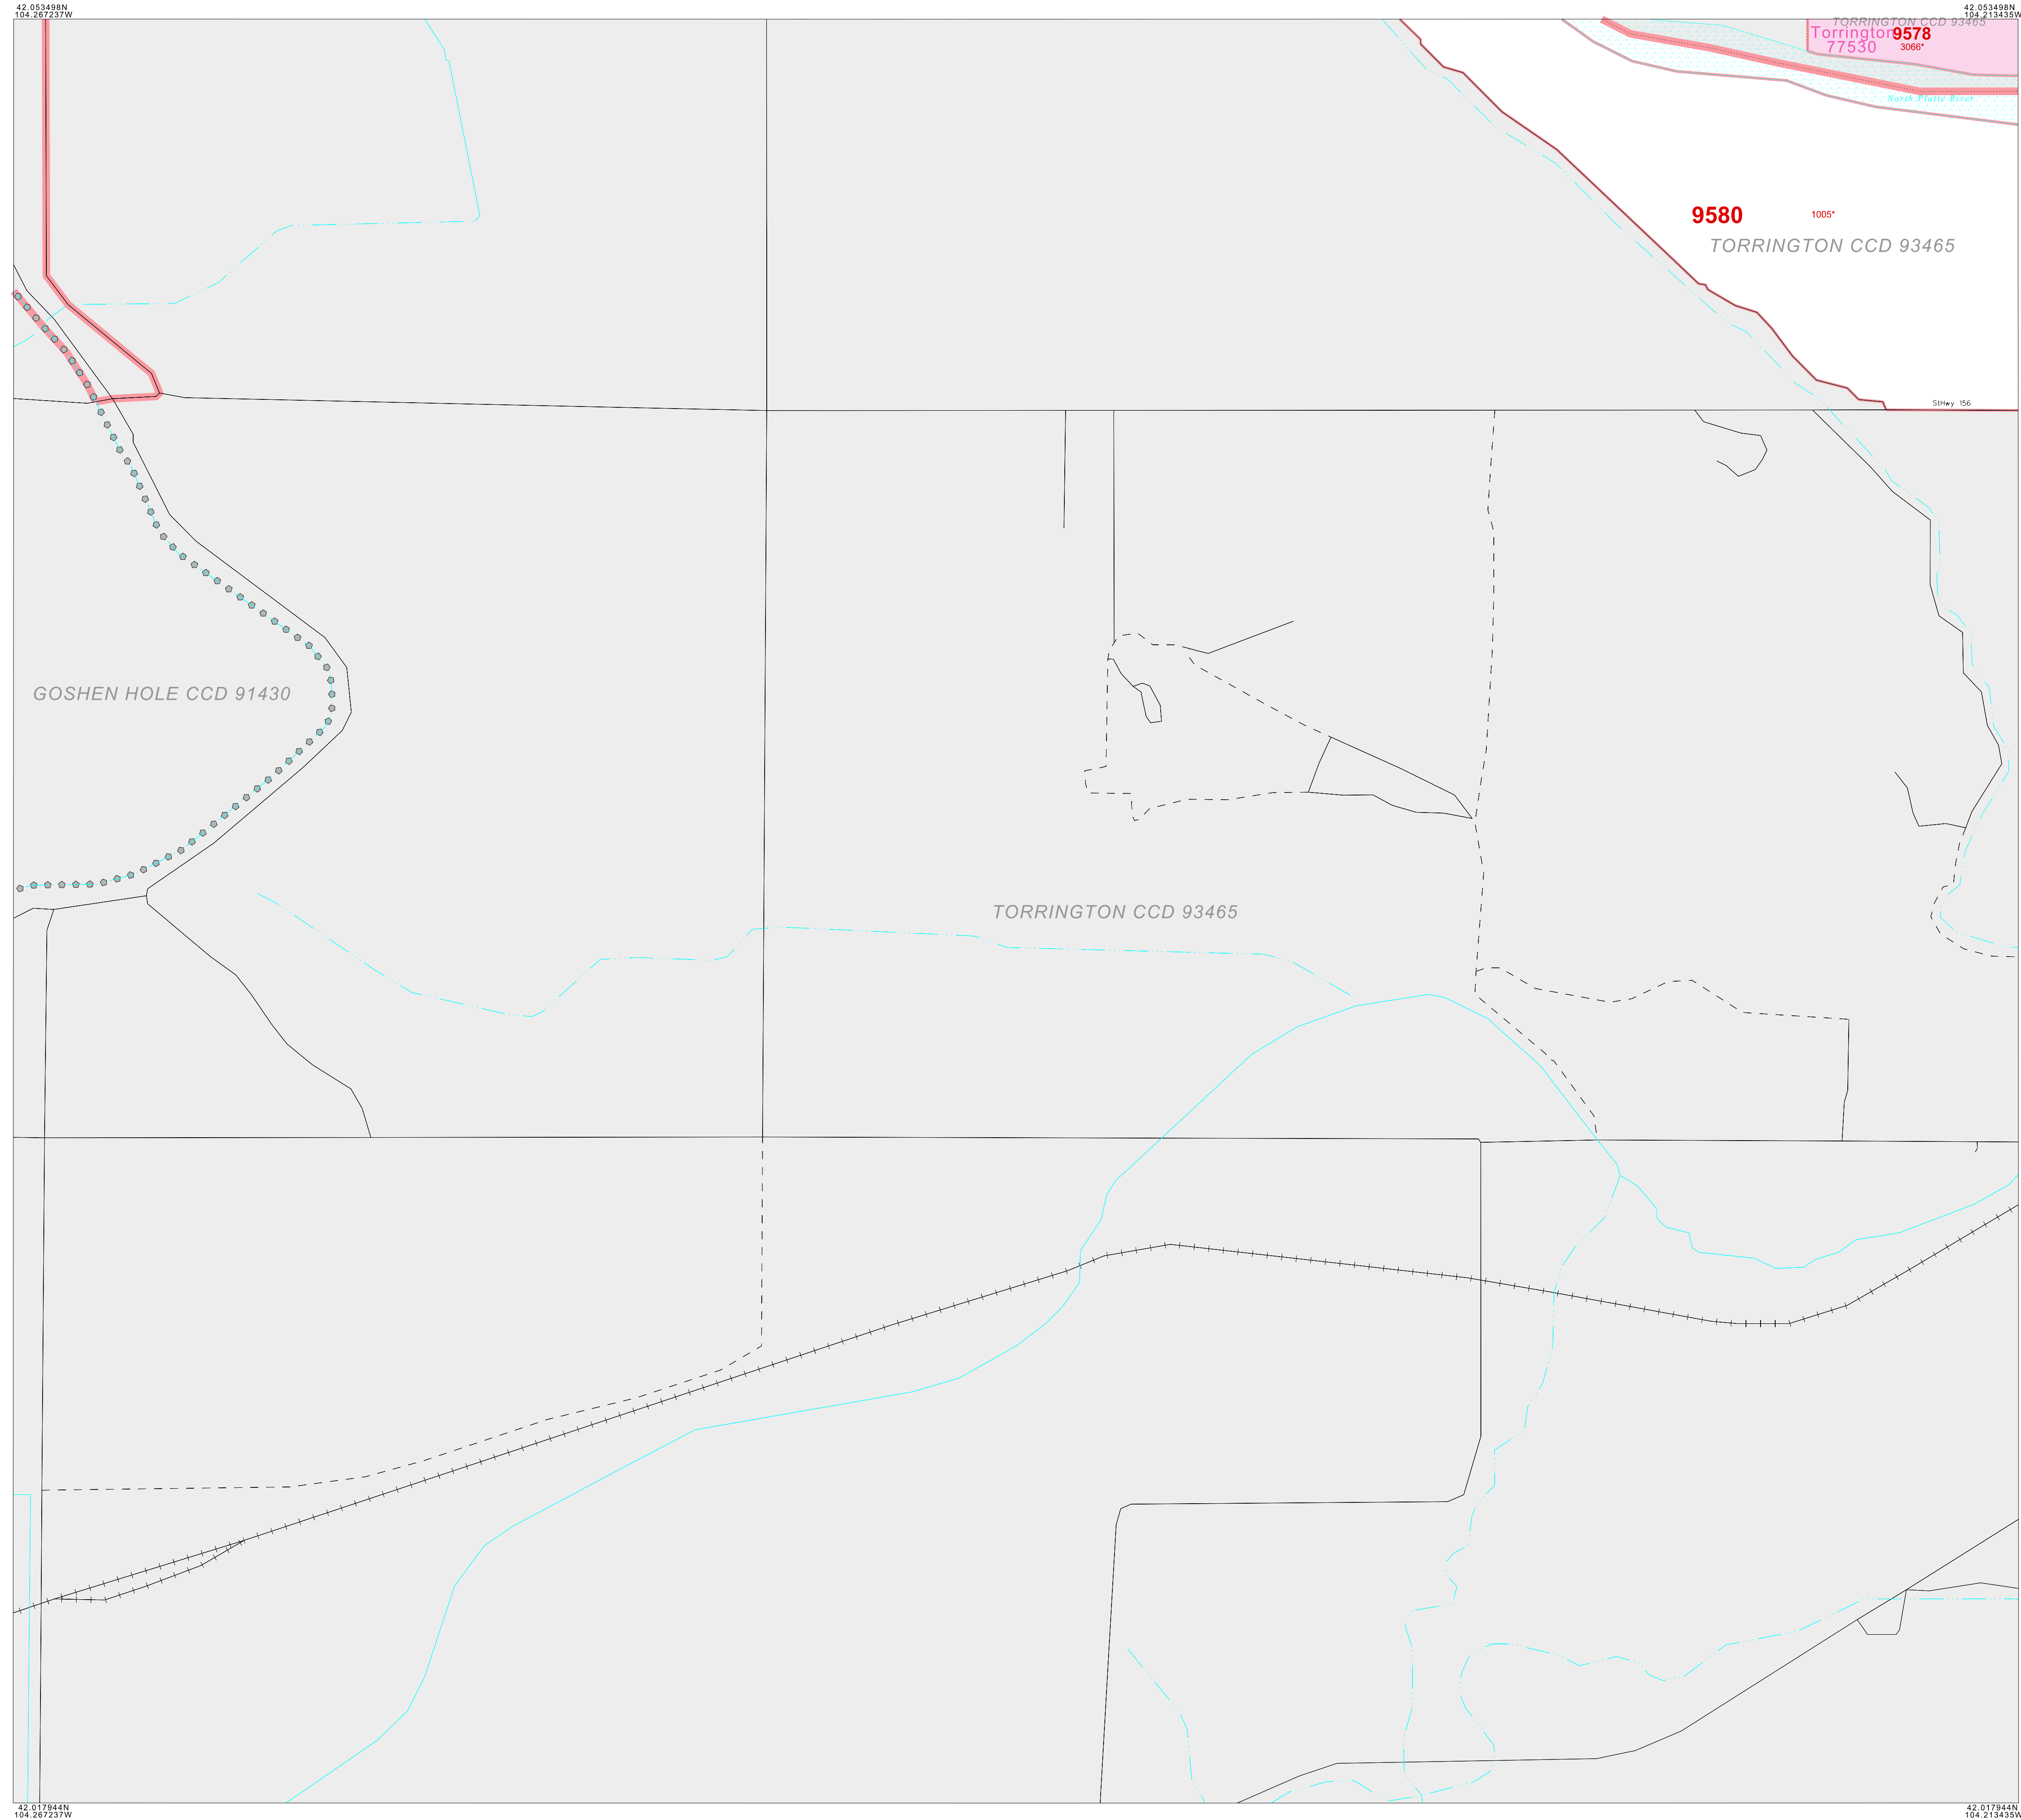 42.053498N
104.267237W
42.053498N
104.213435W
TORRINGTON CCD 93465
Torrington
77530
9578
3066*
North Platte River
9580
1005*
TORRINGTON CCD 93465
StHwy 156
GOSHEN HOLE CCD 91430
TORRINGTON CCD 93465
42.017944N
104.267237W
42.017944N
104.213435W